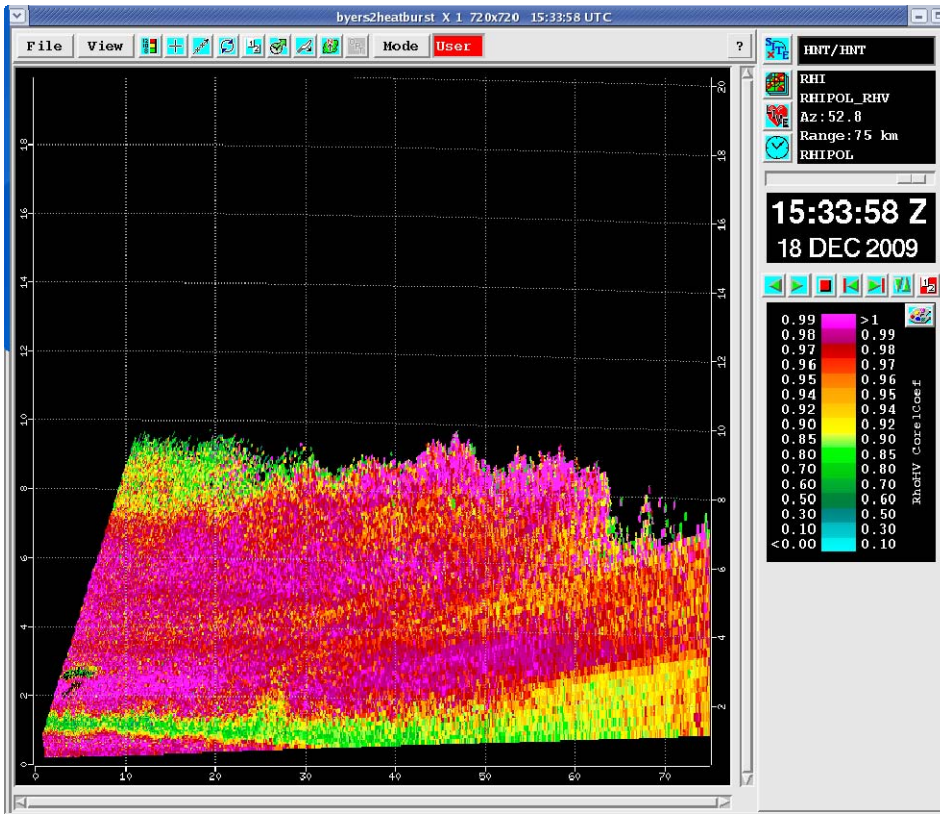 byers2heatburst X 1 720x720 15:33:58 UTC
File View Mode User ?
SITE
HNT/HNT
RHI
RHIPOL_RHV
Az:52.8
Range:75 km
RHIPOL
15:33:58 Z
18 DEC 2009
0.99 >1
0.98 0.99
0.97 0.98
0.96 0.97
0.95 0.96
0.94 0.95
0.92 0.94
0.90 0.92
0.85 0.90
0.80 0.85
0.70 0.80
0.60 0.70
0.50 0.60
0.30 0.50
0.10 0.30
<0.00 0.10
RhoHV CorelCoef
20
18 18
16 16
14 14
12 12
10 10
8 8
6 6
4 4
2 2
0
0 10 20 30 40 50 60 70